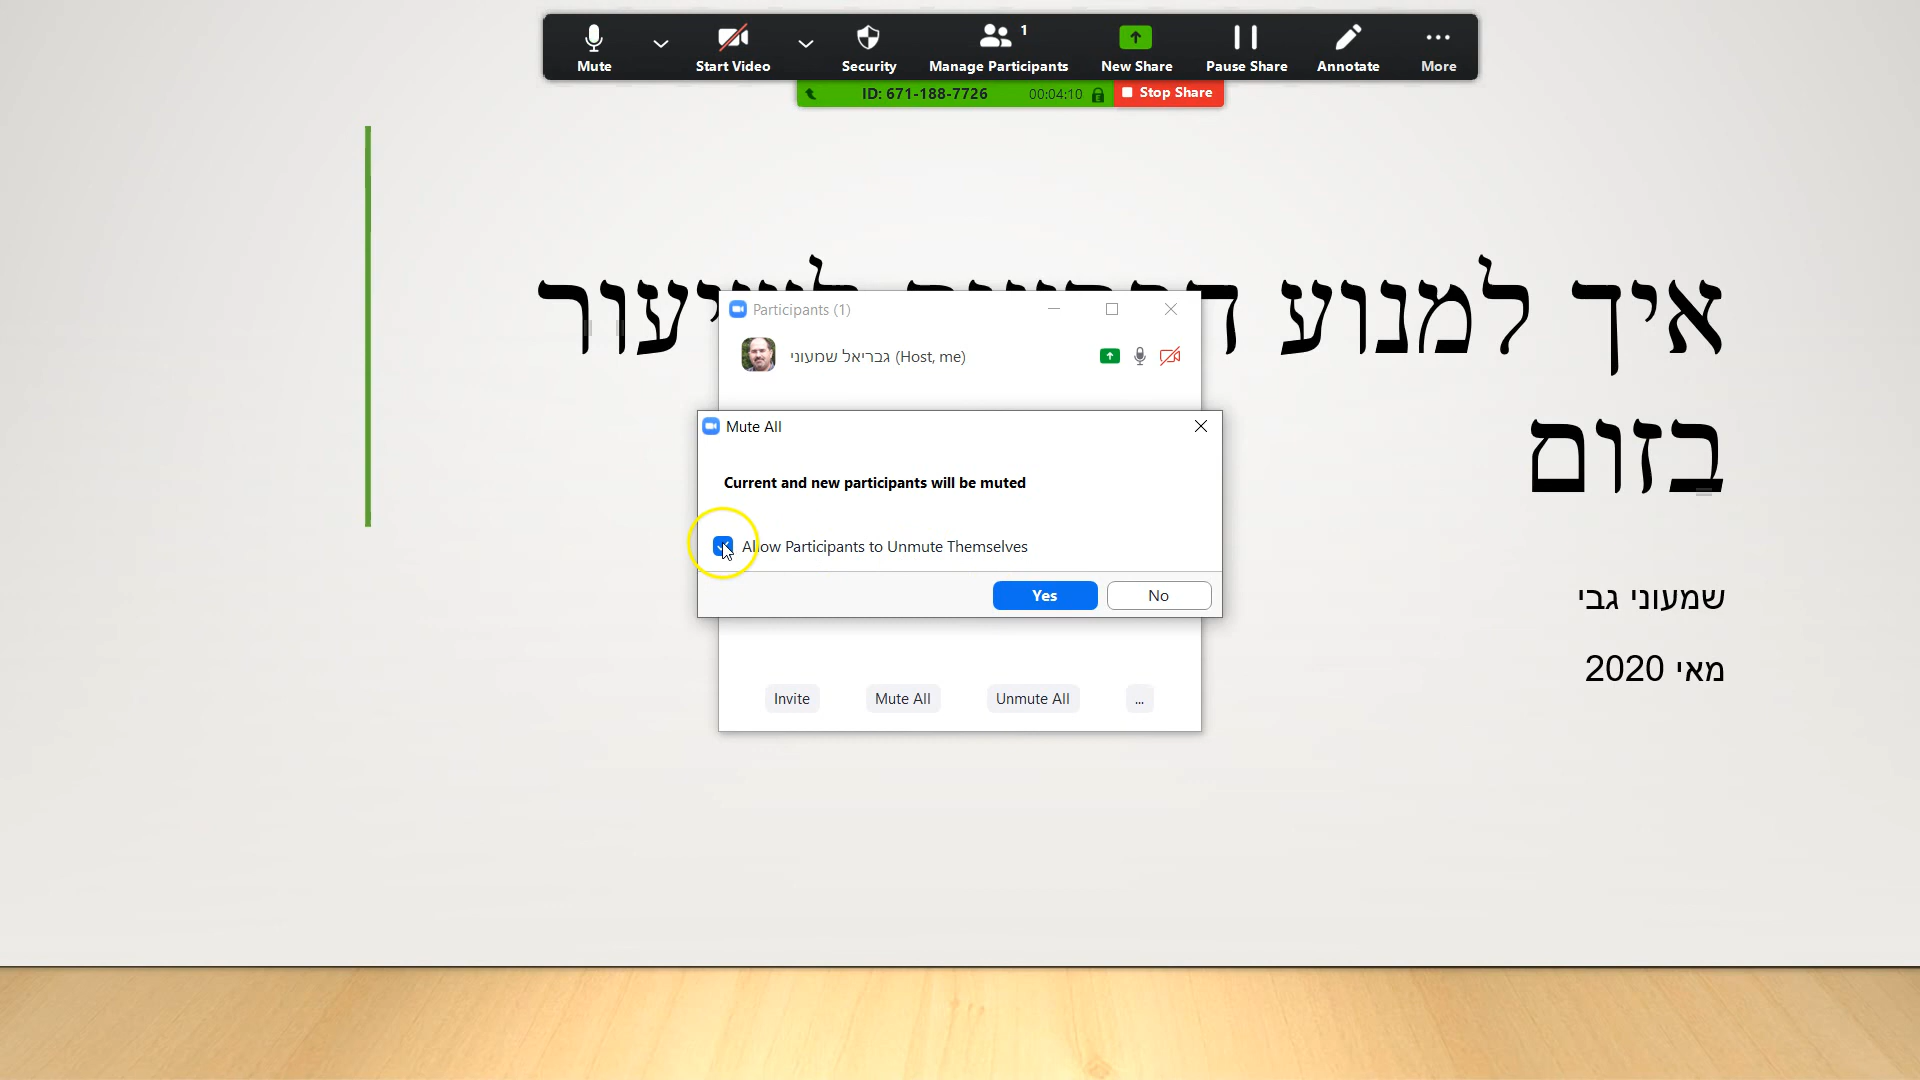 Mute
Start Video
Security
Manage Participants
1
New Share
Pause Share
Annotate
More
ID: 671-188-7726
00:04:10
Stop Share
איך למנוע
בזום
שמעוני גבי
מאי 2020
Participants (1)
גבריאל שמעוני (Host, me)
Mute All
Current and new participants will be muted
Allow Participants to Unmute Themselves
Yes
No
Invite
Mute All
Unmute All
...